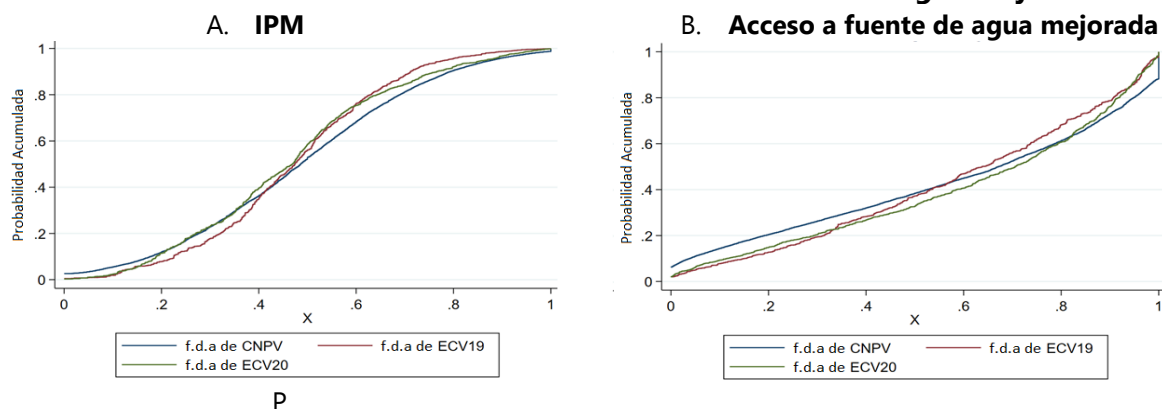 A. IPM
B. Acceso a fuente de agua mejorada
Probabilidad Acumulada
1
.8
.6
.4
.2
0
0 .2 .4 .6 .8 1
X
f.d.a de CNPV f.d.a de ECV19
f.d.a de ECV20
Probabilidad Acumulada
1
.8
.6
.4
.2
0
0 .2 .4 .6 .8 1
X
f.d.a de CNPV f.d.a de ECV19
f.d.a de ECV20
P